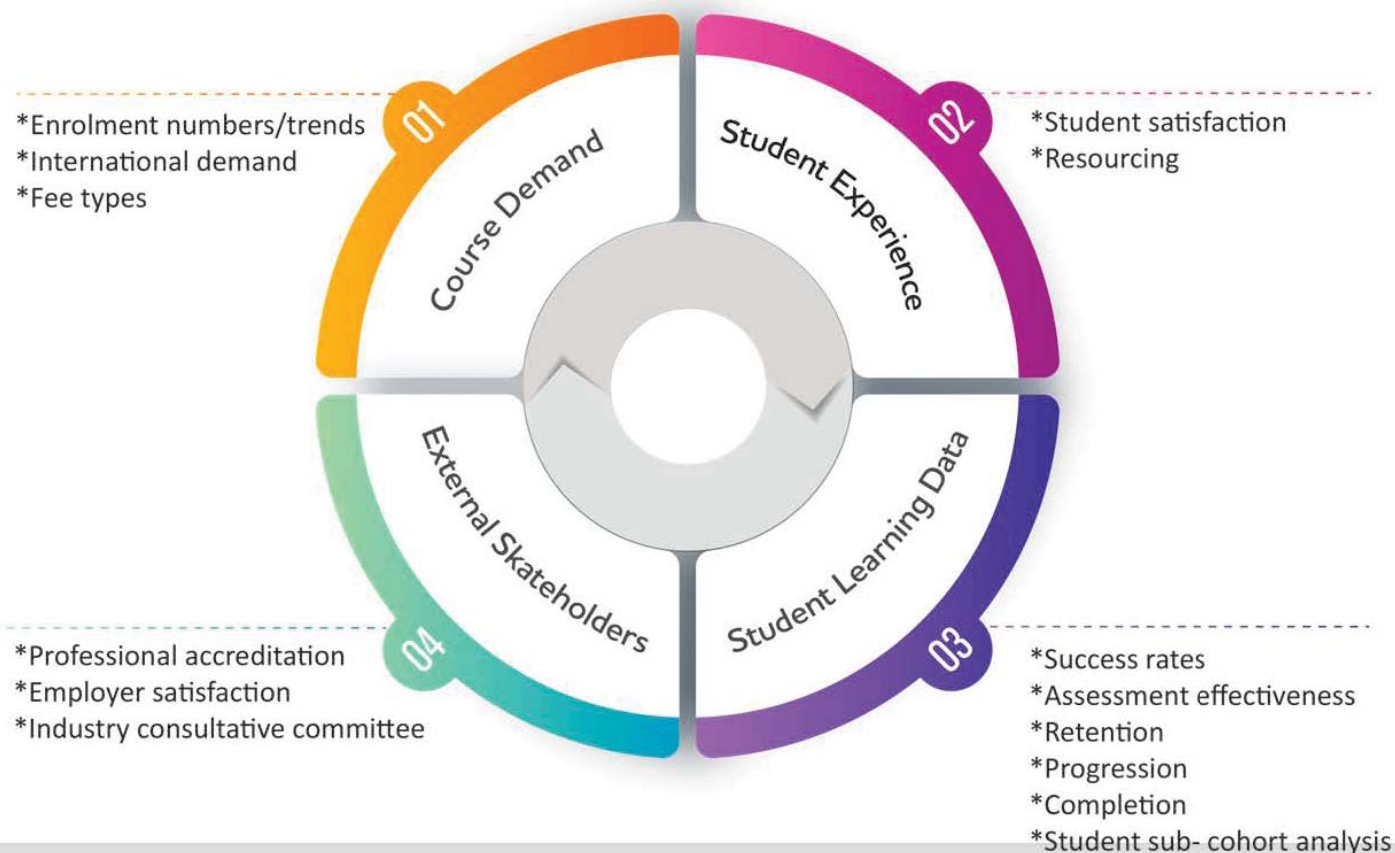 01
Course Demand
*Enrolment numbers/trends
*International demand
*Fee types
02
Student Experience
*Student satisfaction
*Resourcing
03
Student Learning Data
*Success rates
*Assessment effectiveness
*Retention
*Progression
*Completion
*Student sub- cohort analysis
04
External Skateholders
*Professional accreditation
*Employer satisfaction
*Industry consultative committee